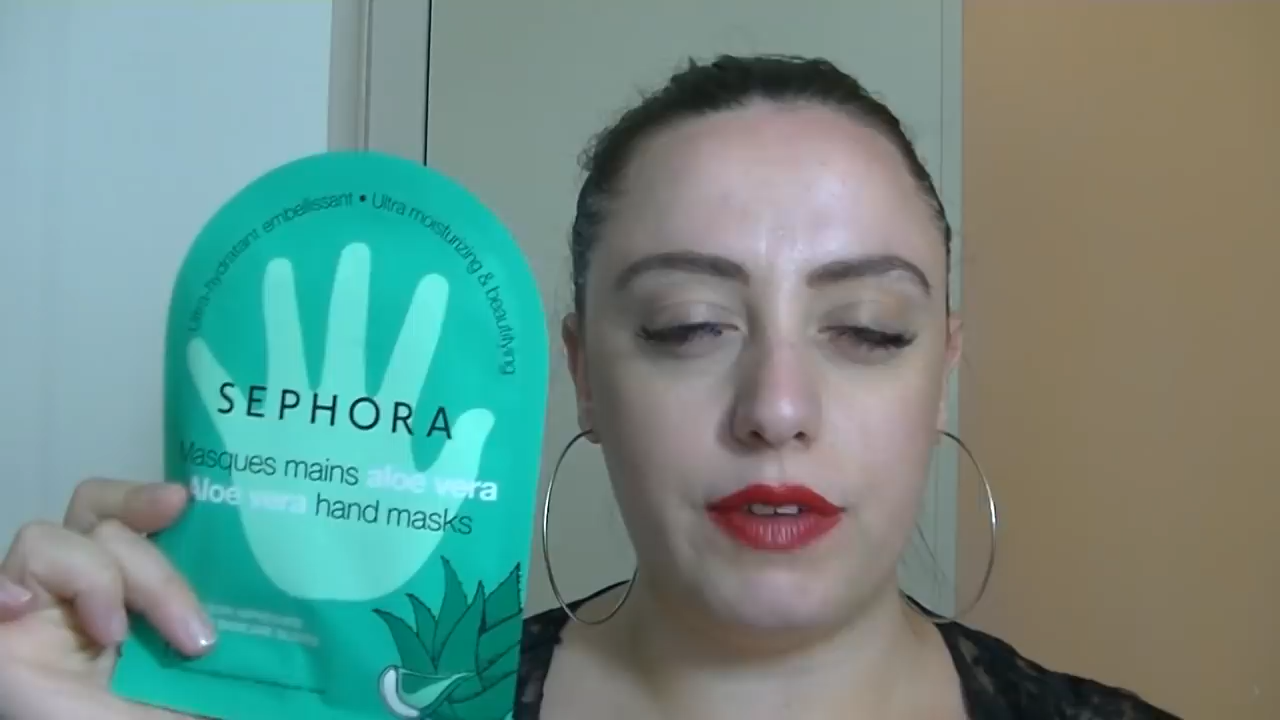 Ultra-hydratant embellissant • Ultra moisturizing & beautifying
SEPHORA
Masques mains aloe vera
Aloe vera hand masks